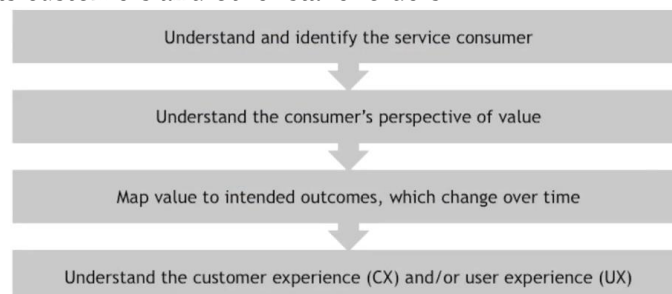 Understand and identify the service consumer
Understand the consumer's perspective of value
Map value to intended outcomes, which change over time
Understand the customer experience (CX) and/or user experience (UX)